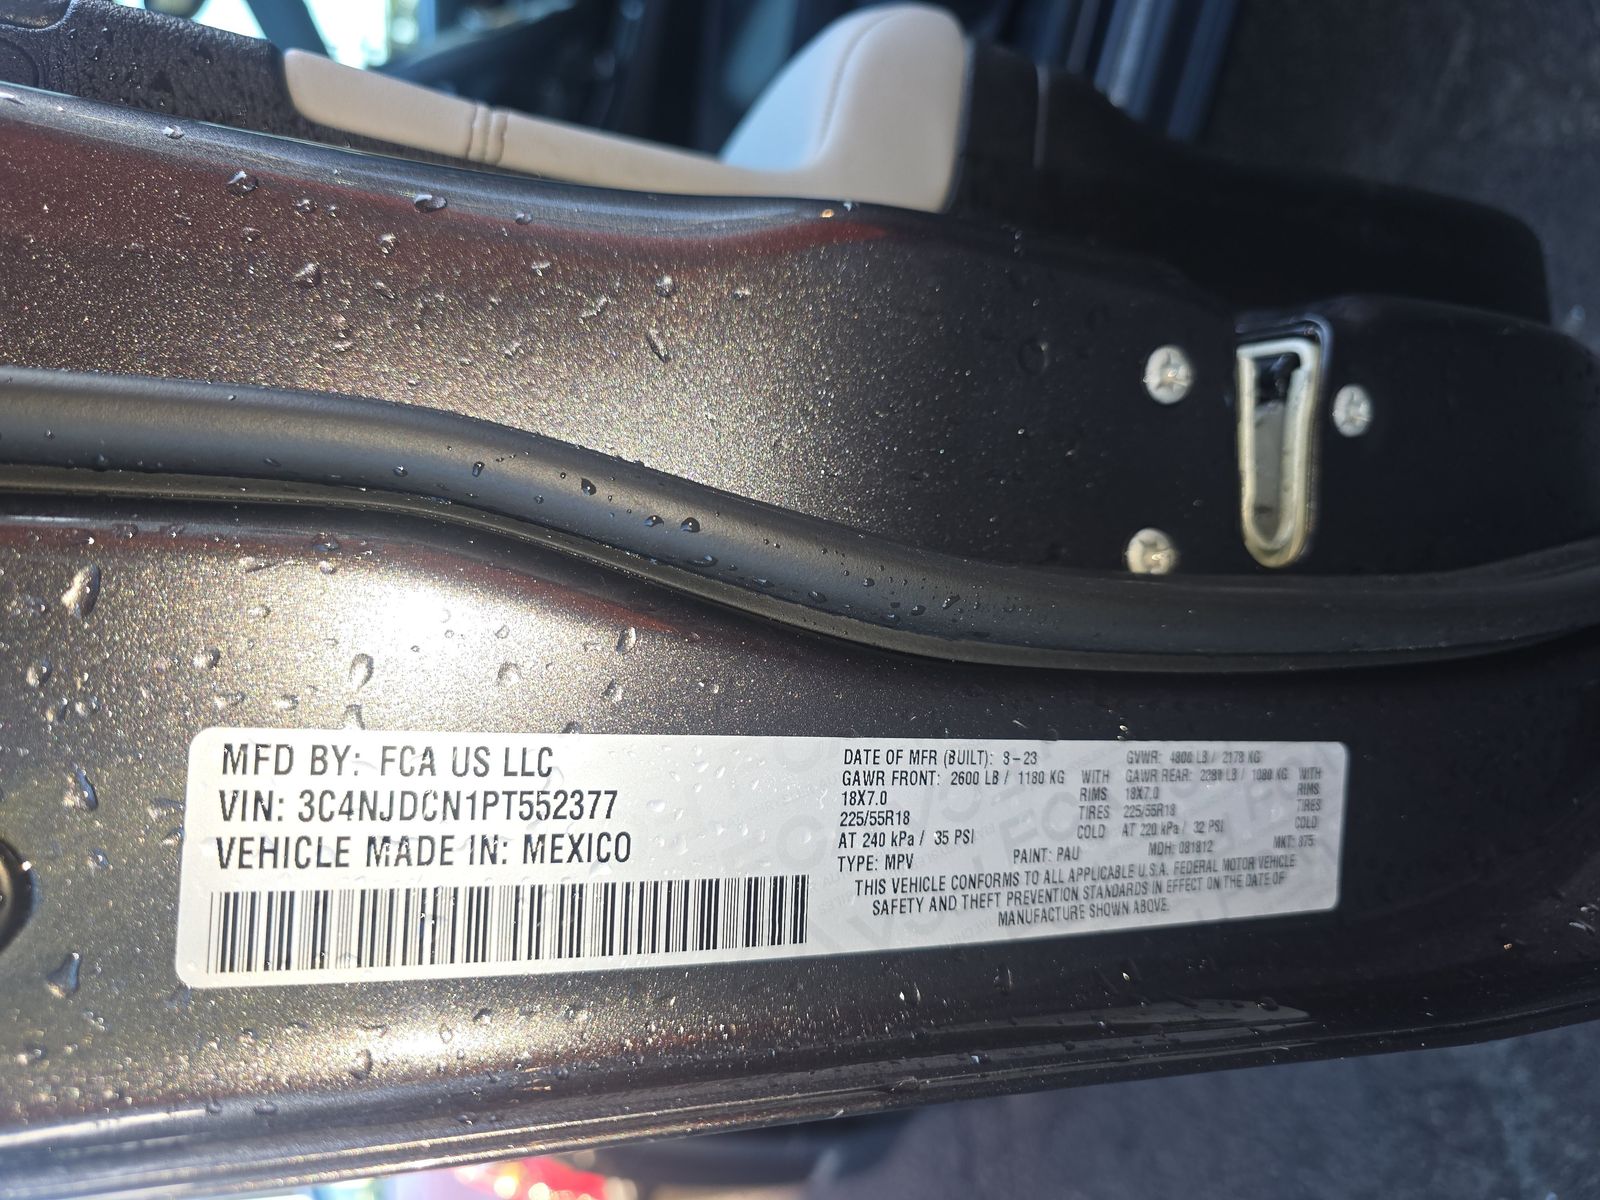 MFD BY: FCA US LLC
VIN: 3C4NJDCN1PT552377
VEHICLE MADE IN: MEXICO
DATE OF MFR (BUILT): 8-23 GVWR: 4800 LB / 2178 KG
GAWR FRONT: 2600 LB / 1180 KG WITH GAWR REAR: 2380 LB / 1080 KG WITH
18X7.0 RIMS 18X7.0 RIMS
225/55R18 TIRES 225/55R18 TIRES
AT 240 kPa / 35 PSI COLD AT 220 kPa / 32 PSI COLD
TYPE: MPV PAINT: PAU MDH: 081812 MKT: 875
THIS VEHICLE CONFORMS TO ALL APPLICABLE U.S.A. FEDERAL MOTOR VEHICLE
SAFETY AND THEFT PREVENTION STANDARDS IN EFFECT ON THE DATE OF
MANUFACTURE SHOWN ABOVE.